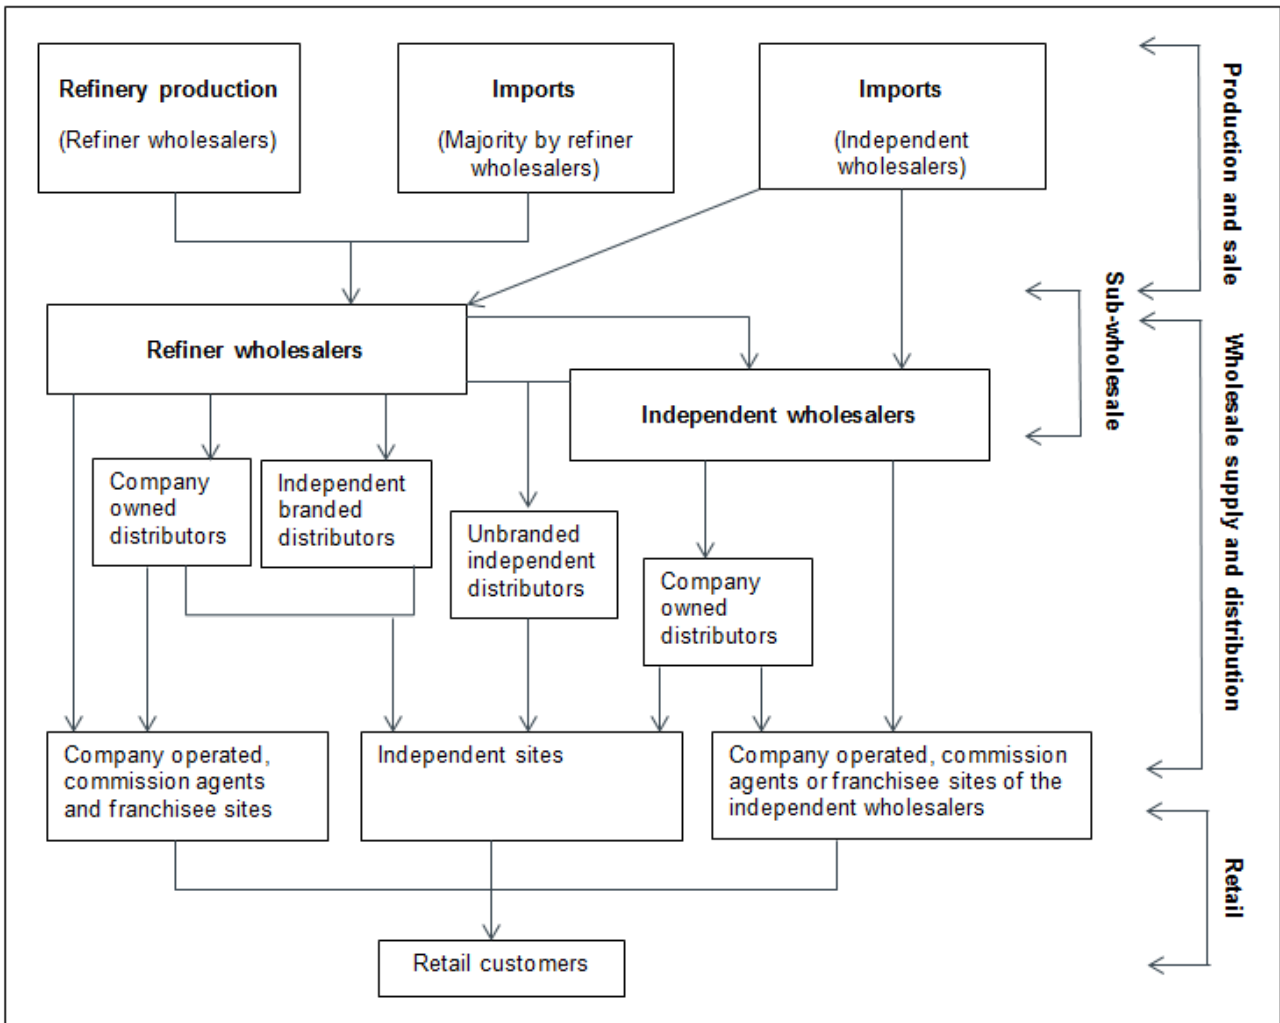 Refinery production
(Refiner wholesalers)
Imports
(Majority by refiner
wholesalers)
Imports
(Independent
wholesalers)
Production and sale
Sub-wholesale
Refiner wholesalers
Independent wholesalers
Wholesale supply and distribution
Company
owned
distributors
Independent
branded
distributors
Unbranded
independent
distributors
Company
owned
distributors
Company operated,
commission agents
and franchisee sites
Independent sites
Company operated, commission
agents or franchisee sites of the
independent wholesalers
Retail
Retail customers